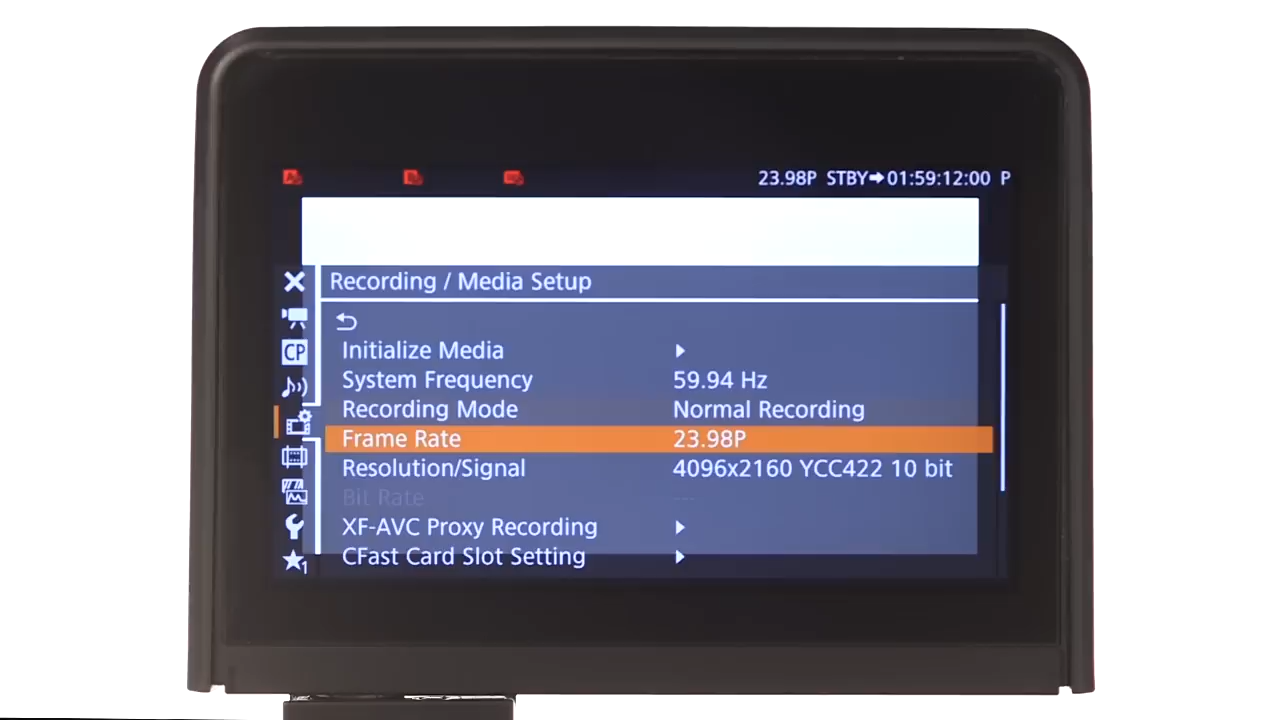 23.98P STBY➡01:59:12:00 P
Recording / Media Setup
Initialize Media
System Frequency 59.94 Hz
CP
Recording Mode Normal Recording
Frame Rate 23.98P
Resolution/Signal 4096x2160 YCC422 10 bit
Bit Rate ---
XF-AVC Proxy Recording
CFast Card Slot Setting
★1